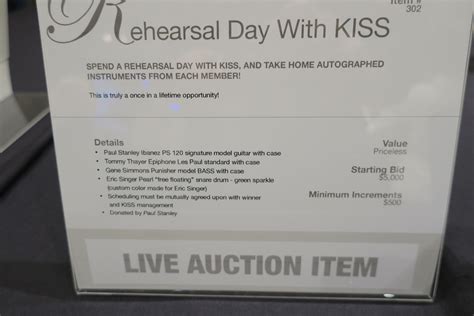 Item #
302
Rehearsal Day With KISS
SPEND A REHEARSAL DAY WITH KISS, AND TAKE HOME AUTOGRAPHED
INSTRUMENTS FROM EACH MEMBER!
This is truly a once in a lifetime opportunity!
Details
• Paul Stanley Ibanez PS 120 signature model guitar with case
• Tommy Thayer Epiphone Les Paul standard with case
• Gene Simmons Punisher model BASS with case
• Eric Singer Pearl "free floating" snare drum - green sparkle
(custom color made for Eric Singer)
• Scheduling must be mutually agreed upon with winner
and KISS management
• Donated by Paul Stanley
Value
Priceless
Starting Bid
$5,000
Minimum Increments
$500
LIVE AUCTION ITEM